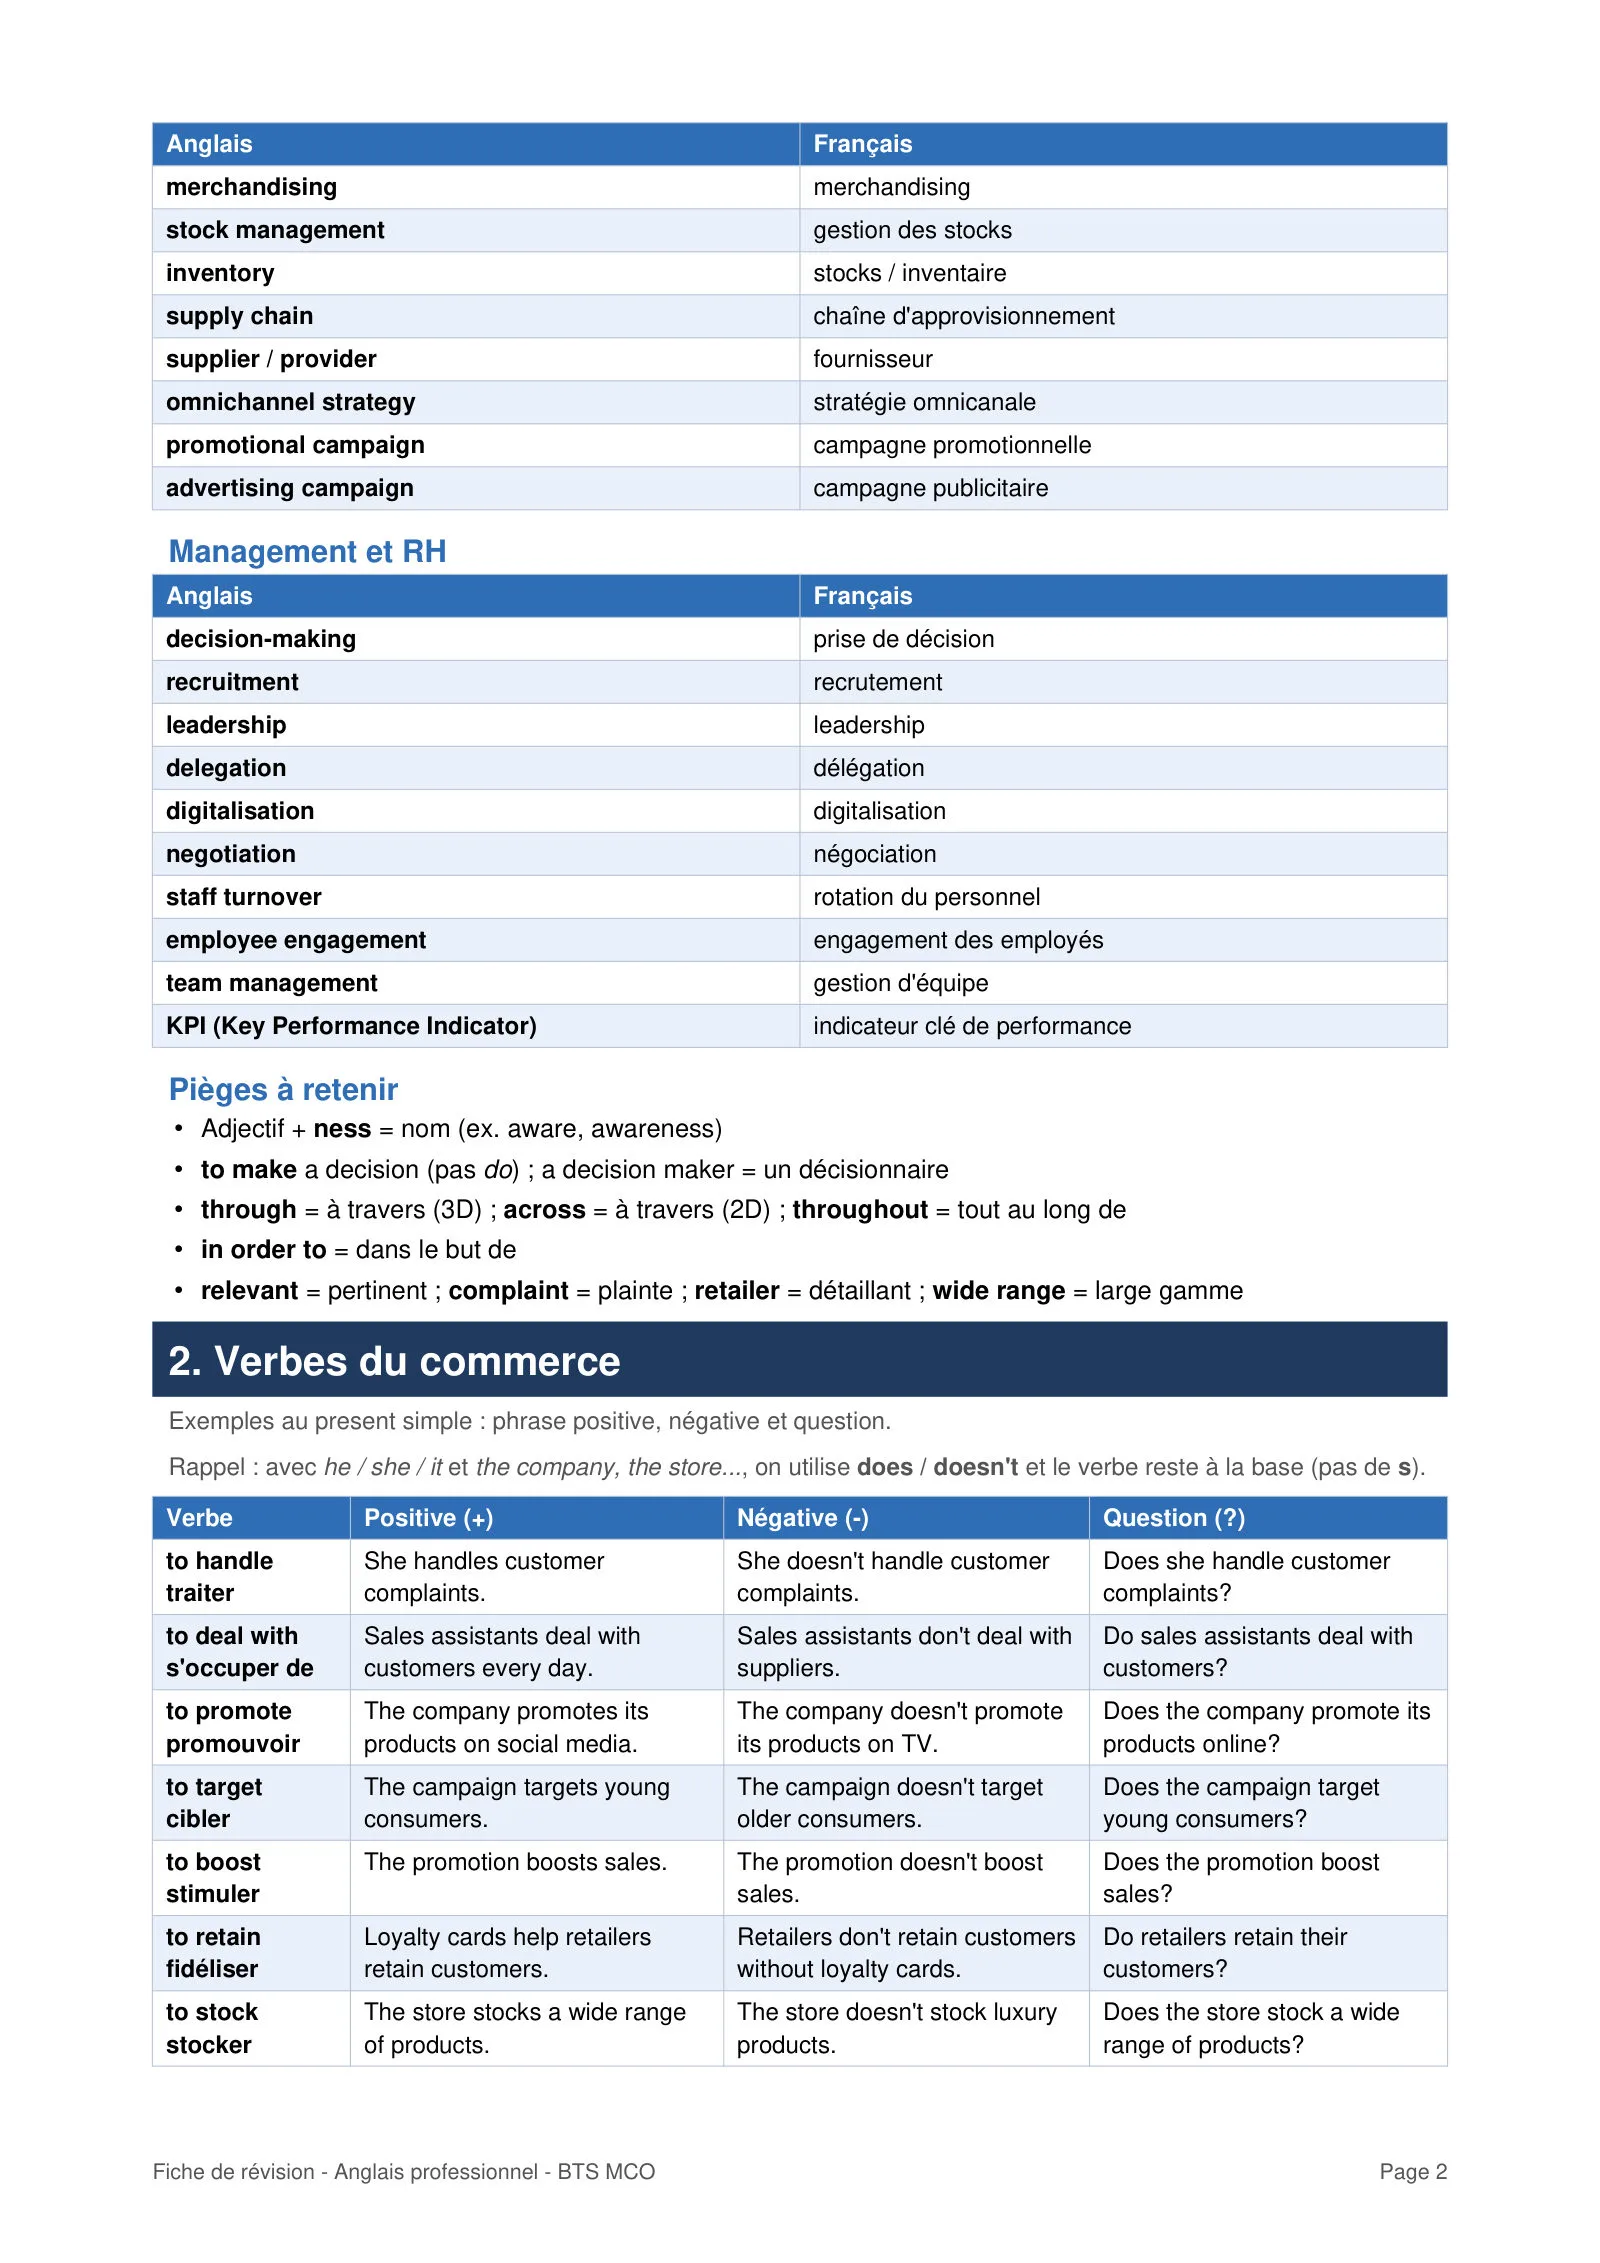 Anglais Français
merchandising merchandising
stock management gestion des stocks
inventory stocks / inventaire
supply chain chaîne d'approvisionnement
supplier / provider fournisseur
omnichannel strategy stratégie omnicanale
promotional campaign campagne promotionnelle
advertising campaign campagne publicitaire
Management et RH
Anglais Français
decision-making prise de décision
recruitment recrutement
leadership leadership
delegation délégation
digitalisation digitalisation
negotiation négociation
staff turnover rotation du personnel
employee engagement engagement des employés
team management gestion d'équipe
KPI (Key Performance Indicator) indicateur clé de performance
Pièges à retenir
• Adjectif + ness = nom (ex. aware, awareness)
• to make a decision (pas do) ; a decision maker = un décisionnaire
• through = à travers (3D) ; across = à travers (2D) ; throughout = tout au long de
• in order to = dans le but de
• relevant = pertinent ; complaint = plainte ; retailer = détaillant ; wide range = large gamme
2. Verbes du commerce
Exemples au present simple : phrase positive, négative et question.
Rappel : avec he / she / it et the company, the store..., on utilise does / doesn't et le verbe reste à la base (pas de s).
Verbe Positive (+) Négative (-) Question (?)
to handle She handles customer She doesn't handle customer Does she handle customer
traiter complaints. complaints. complaints?
to deal with Sales assistants deal with Sales assistants don't deal with Do sales assistants deal with
s'occuper de customers every day. suppliers. customers?
to promote The company promotes its The company doesn't promote Does the company promote its
promouvoir products on social media. its products on TV. products online?
to target The campaign targets young The campaign doesn't target Does the campaign target
cibler consumers. older consumers. young consumers?
to boost The promotion boosts sales. The promotion doesn't boost Does the promotion boost
stimuler sales. sales?
to retain Loyalty cards help retailers Retailers don't retain customers Do retailers retain their
fidéliser retain customers. without loyalty cards. customers?
to stock The store stocks a wide range The store doesn't stock luxury Does the store stock a wide
stocker of products. products. range of products?
Fiche de révision - Anglais professionnel - BTS MCO Page 2